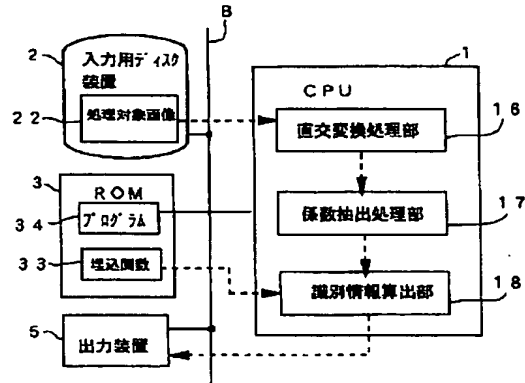 B
2
入力用ディスク
装置
22
処理対象画像
1
CPU
直交変換処理部
16
3
ROM
34
プログラム
係数抽出処理部
17
33
埋込関数
識別情報算出部
18
5
出力装置